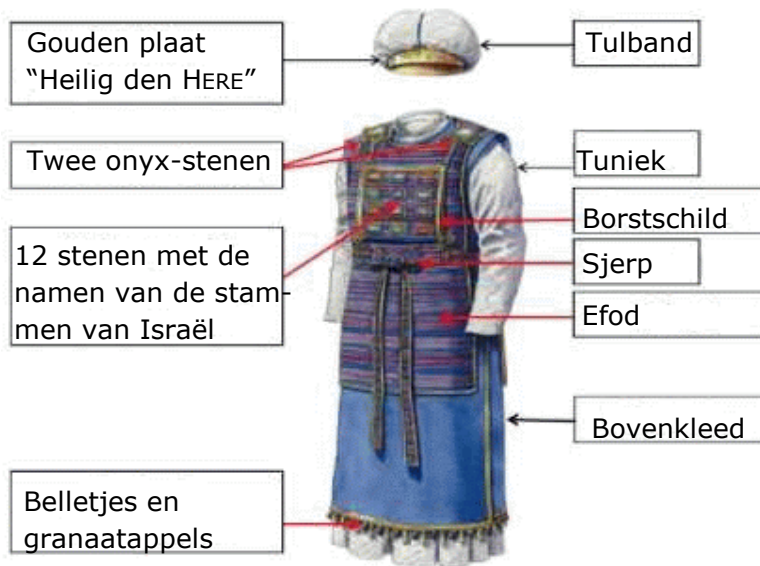 Gouden plaat
“Heilig den HERE”
Tulband
Twee onyx-stenen
Tuniek
Borstschild
12 stenen met de
namen van de stam-
men van Israël
Sjerp
Efod
Bovenkleed
Belletjes en
granaatappels